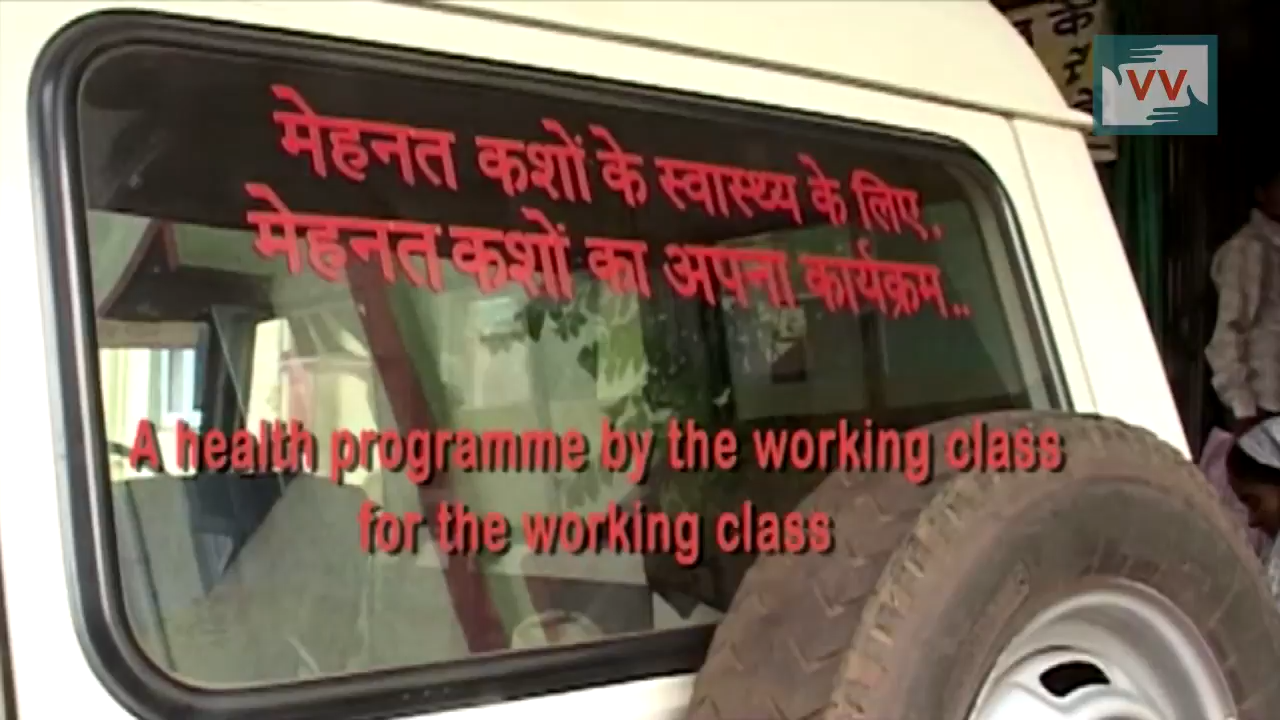 मेहनत कशों के स्वास्थ्य के लिए..
मेहनत कशों का अपना कार्यक्रम..
A health programme by the working class
for the working class
VV